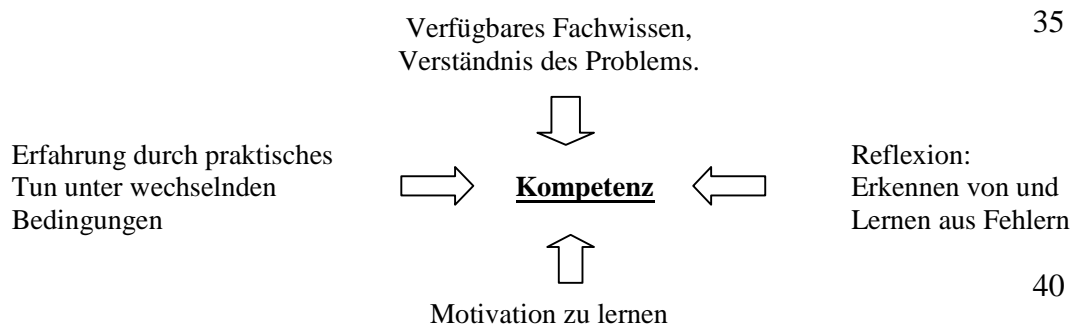 Verfügbares Fachwissen,
35
Verständnis des Problems.
Erfahrung durch praktisches
Tun unter wechselnden
Bedingungen
Kompetenz
Reflexion:
Erkennen von und
Lernen aus Fehlern
40
Motivation zu lernen